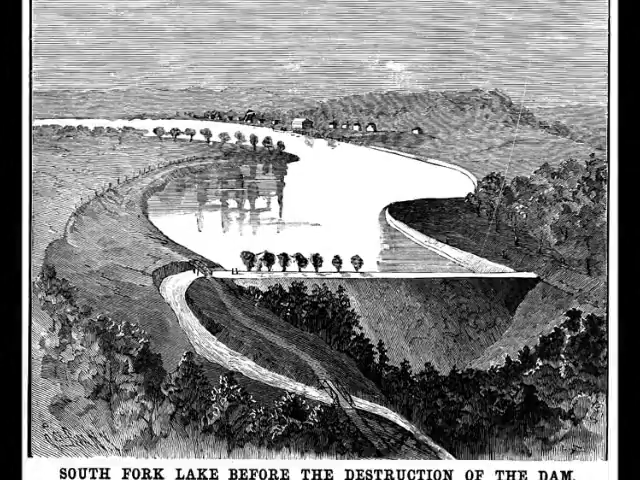 SOUTH FORK LAKE BEFORE THE DESTRUCTION OF THE DAM.